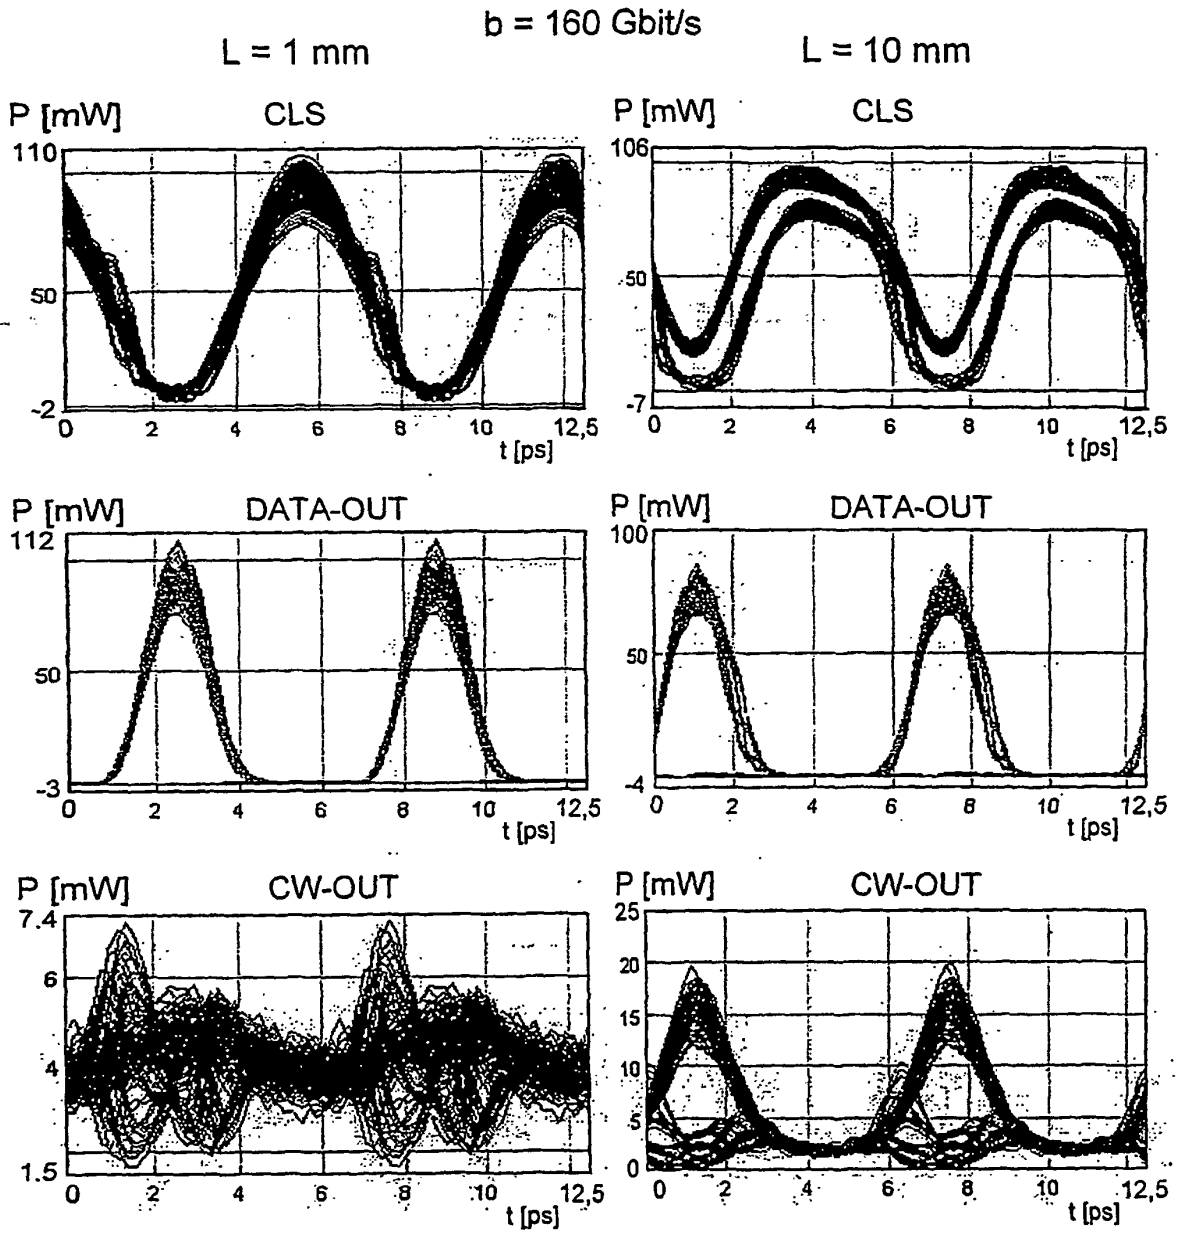 b = 160 Gbit/s
L = 1 mm
L = 10 mm
P [mW]
CLS
110
50
-2
0 2 4 6 8 10 12,5
t [ps]
P [mW]
CLS
106
50
-7
0 2 4 6 8 10 12,5
t [ps]
P [mW]
DATA-OUT
112
50
-3
0 2 4 6 8 10 12,5
t [ps]
P [mW]
DATA-OUT
100
50
-4
0 2 4 6 8 10 12,5
t [ps]
P [mW]
CW-OUT
7.4
6
4
1.5
0 2 4 6 8 10 12,5
t [ps]
P [mW]
CW-OUT
25
20
15
10
5
0
0 2 4 6 8 10 12,5
t [ps]